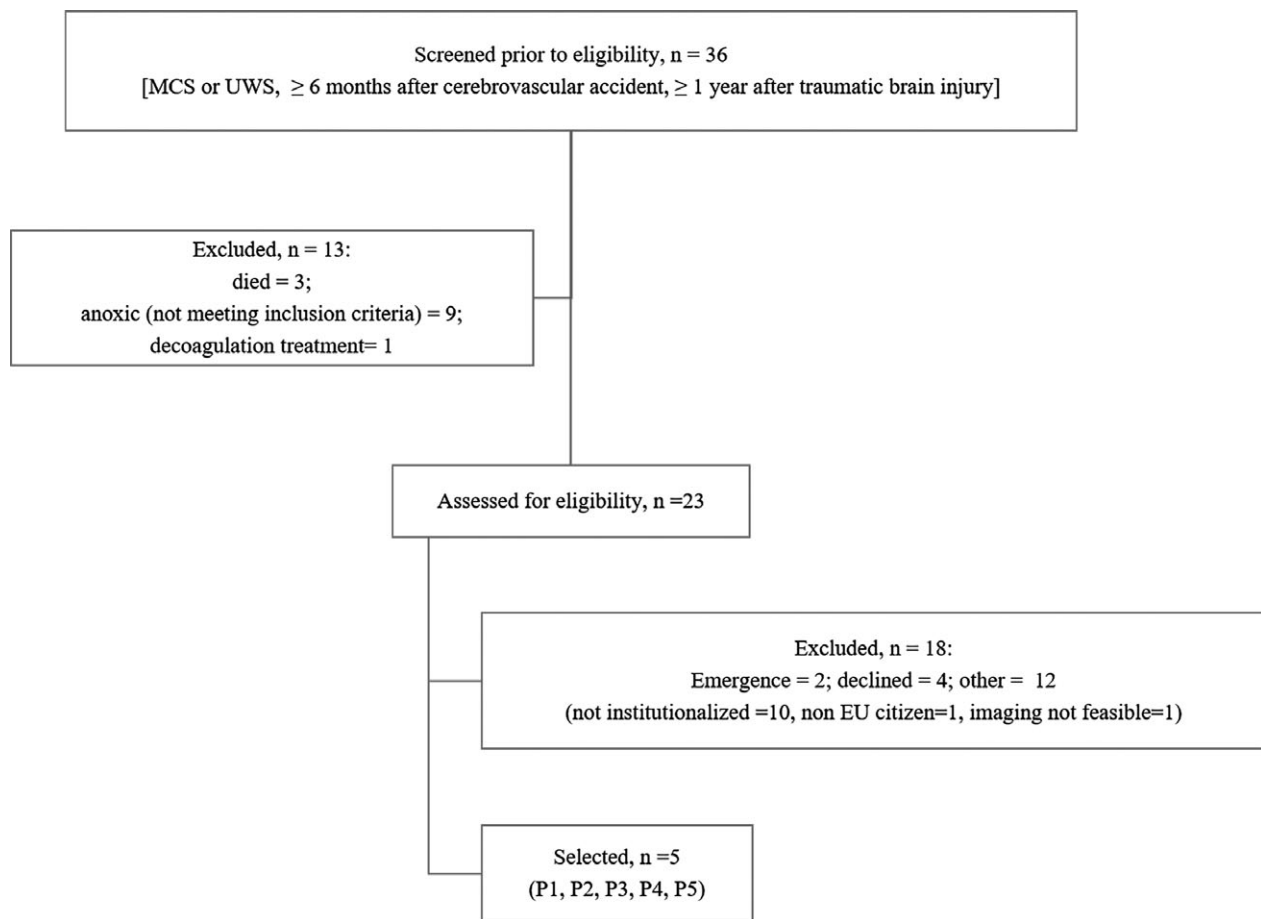 Screened prior to eligibility, n = 36
[MCS or UWS, ≥ 6 months after cerebrovascular accident, ≥ 1 year after traumatic brain injury]
Excluded, n = 13:
died = 3;
anoxic (not meeting inclusion criteria) = 9;
decoagulation treatment= 1
Assessed for eligibility, n =23
Excluded, n = 18:
Emergence = 2; declined = 4; other = 12
(not institutionalized =10, non EU citizen=1, imaging not feasible=1)
Selected, n =5
(P1, P2, P3, P4, P5)